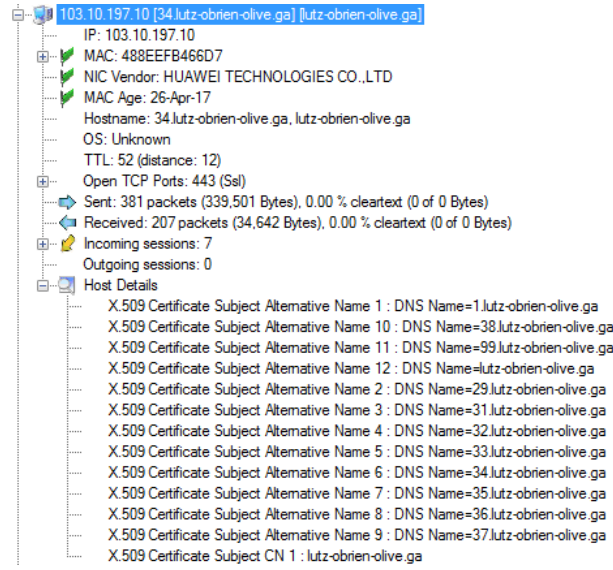 103.10.197.10 [34.lutz-obrien-olive.ga] [lutz-obrien-olive.ga]
IP: 103.10.197.10
MAC: 488EEFB466D7
NIC Vendor: HUAWEI TECHNOLOGIES CO.,LTD
MAC Age: 26-Apr-17
Hostname: 34.lutz-obrien-olive.ga, lutz-obrien-olive.ga
OS: Unknown
TTL: 52 (distance: 12)
Open TCP Ports: 443 (Ssl)
Sent: 381 packets (339,501 Bytes), 0.00 % cleartext (0 of 0 Bytes)
Received: 207 packets (34,642 Bytes), 0.00 % cleartext (0 of 0 Bytes)
Incoming sessions: 7
Outgoing sessions: 0
Host Details
X.509 Certificate Subject Alternative Name 1 : DNS Name=1.lutz-obrien-olive.ga
X.509 Certificate Subject Alternative Name 10 : DNS Name=38.lutz-obrien-olive.ga
X.509 Certificate Subject Alternative Name 11 : DNS Name=99.lutz-obrien-olive.ga
X.509 Certificate Subject Alternative Name 12 : DNS Name=lutz-obrien-olive.ga
X.509 Certificate Subject Alternative Name 2 : DNS Name=29.lutz-obrien-olive.ga
X.509 Certificate Subject Alternative Name 3 : DNS Name=31.lutz-obrien-olive.ga
X.509 Certificate Subject Alternative Name 4 : DNS Name=32.lutz-obrien-olive.ga
X.509 Certificate Subject Alternative Name 5 : DNS Name=33.lutz-obrien-olive.ga
X.509 Certificate Subject Alternative Name 6 : DNS Name=34.lutz-obrien-olive.ga
X.509 Certificate Subject Alternative Name 7 : DNS Name=35.lutz-obrien-olive.ga
X.509 Certificate Subject Alternative Name 8 : DNS Name=36.lutz-obrien-olive.ga
X.509 Certificate Subject Alternative Name 9 : DNS Name=37.lutz-obrien-olive.ga
X.509 Certificate Subject CN 1 : lutz-obrien-olive.ga